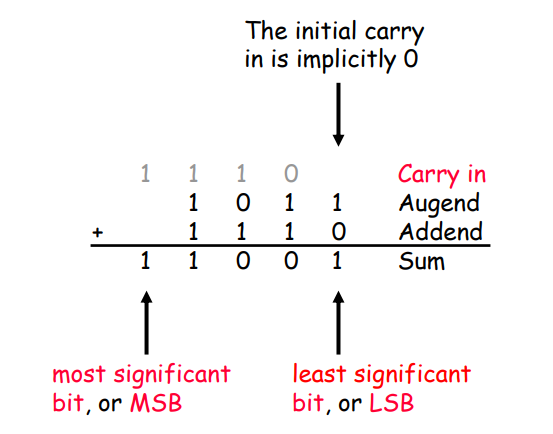 The initial carry
in is implicitly 0
1 1 1 0 Carry in
1 0 1 1 Augend
+ 1 1 1 0 Addend
1 1 0 0 1 Sum
most significant
bit, or MSB
least significant
bit, or LSB